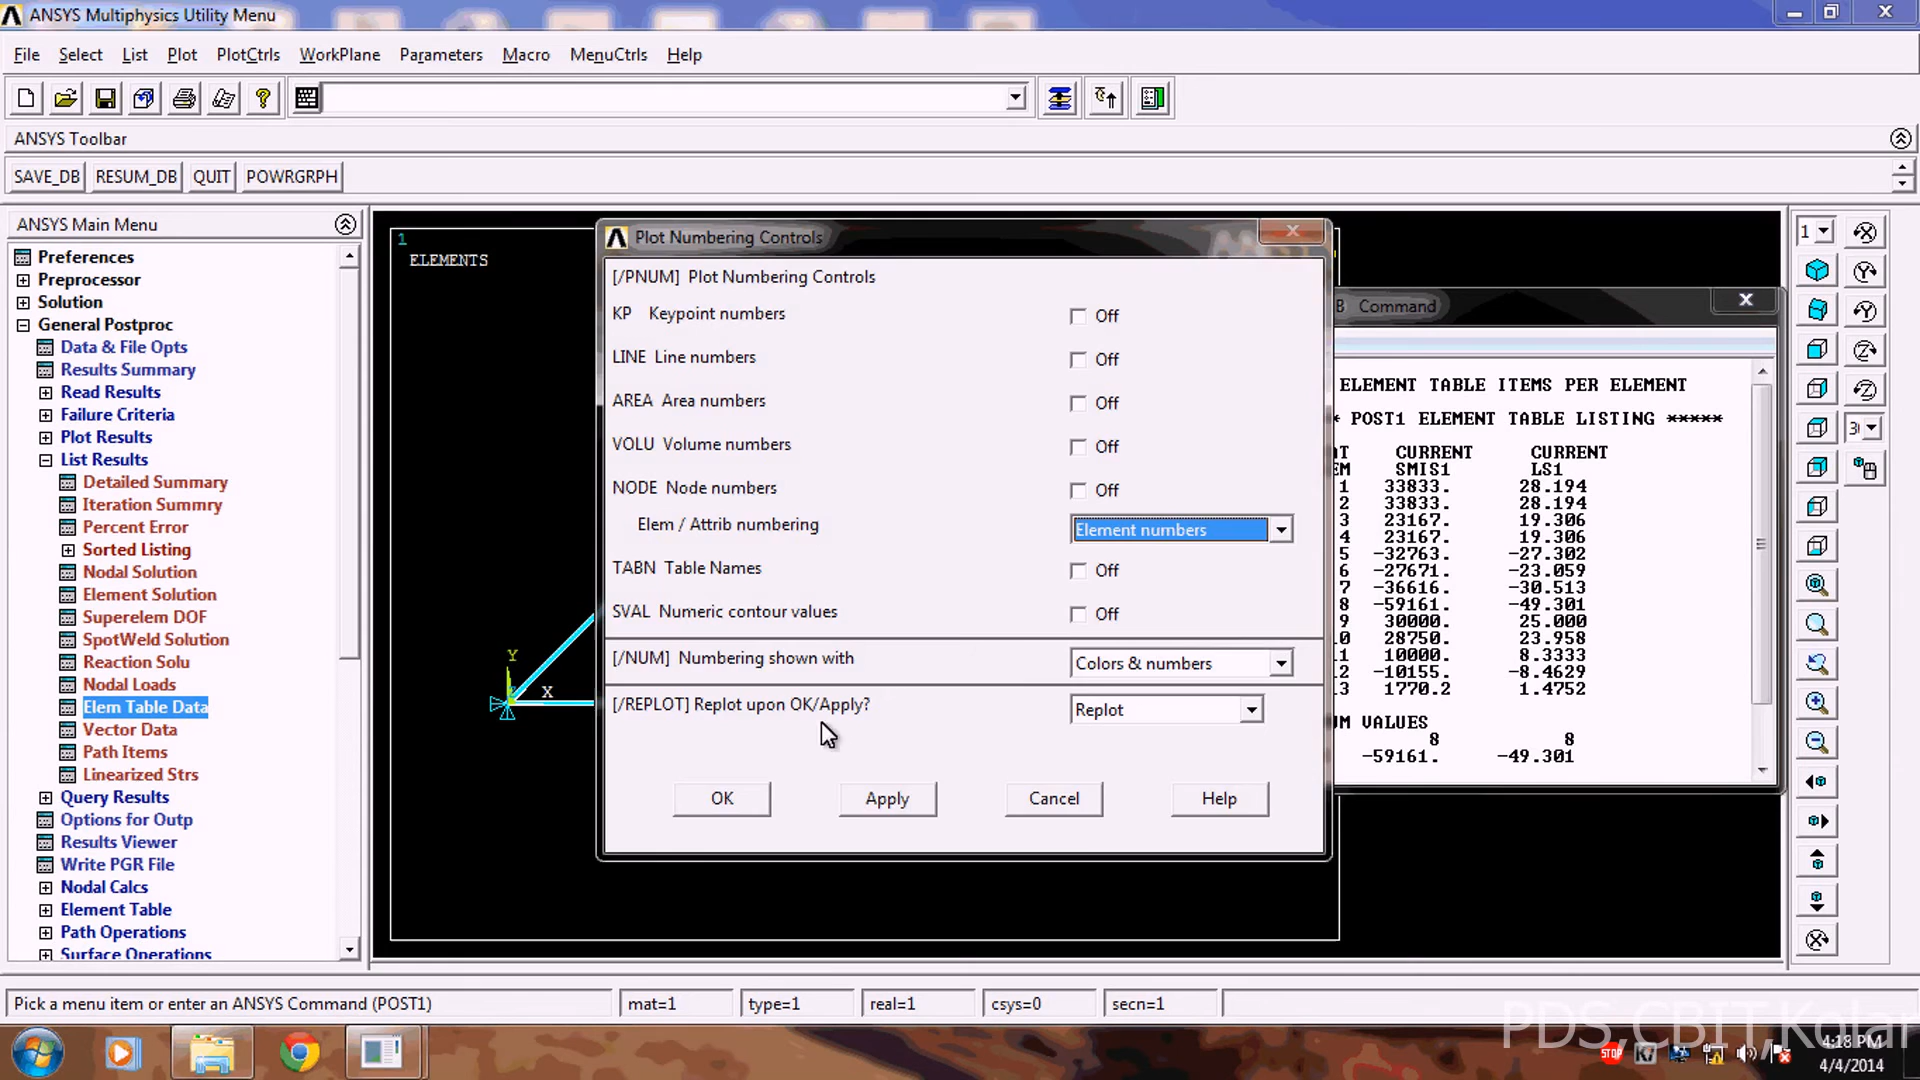 ANSYS Multiphysics Utility Menu
File Select List Plot PlotCtrls WorkPlane Parameters Macro MenuCtrls Help
ANSYS Toolbar
SAVE_DB RESUM_DB QUIT POWRGRPH
ANSYS Main Menu
Preferences
Preprocessor
Solution
General Postproc
Data & File Opts
Results Summary
Read Results
Failure Criteria
Plot Results
List Results
Detailed Summary
Iteration Summry
Percent Error
Sorted Listing
Nodal Solution
Element Solution
Superelem DOF
SpotWeld Solution
Reaction Solu
Nodal Loads
Elem Table Data
Vector Data
Path Items
Linearized Strs
Query Results
Options for Outp
Results Viewer
Write PGR File
Nodal Calcs
Element Table
Path Operations
Surface Operations
1
ELEMENTS
Y
X
Plot Numbering Controls
[/PNUM] Plot Numbering Controls
KP Keypoint numbers Off
LINE Line numbers Off
AREA Area numbers Off
VOLU Volume numbers Off
NODE Node numbers Off
Elem / Attrib numbering Element numbers
TABN Table Names Off
SVAL Numeric contour values Off
[/NUM] Numbering shown with Colors & numbers
[/REPLOT] Replot upon OK/Apply? Replot
OK Apply Cancel Help
B Command
ELEMENT TABLE ITEMS PER ELEMENT
* POST1 ELEMENT TABLE LISTING *****
CURRENT CURRENT
SMIS1 LS1
1 33833. 28.194
2 33833. 28.194
3 23167. 19.306
4 23167. 19.306
5 -32763. -27.302
6 -27671. -23.059
7 -36616. -30.513
8 -59161. -49.301
9 30000. 25.000
10 28750. 23.958
11 10000. 8.3333
12 -10155. -8.4629
13 1770.2 1.4752
UM VALUES
8 8
-59161. -49.301
1
Pick a menu item or enter an ANSYS Command (POST1) mat=1 type=1 real=1 csys=0 secn=1
PDS,CBIT,Kolar
STOP
4:18 PM
4/4/2014